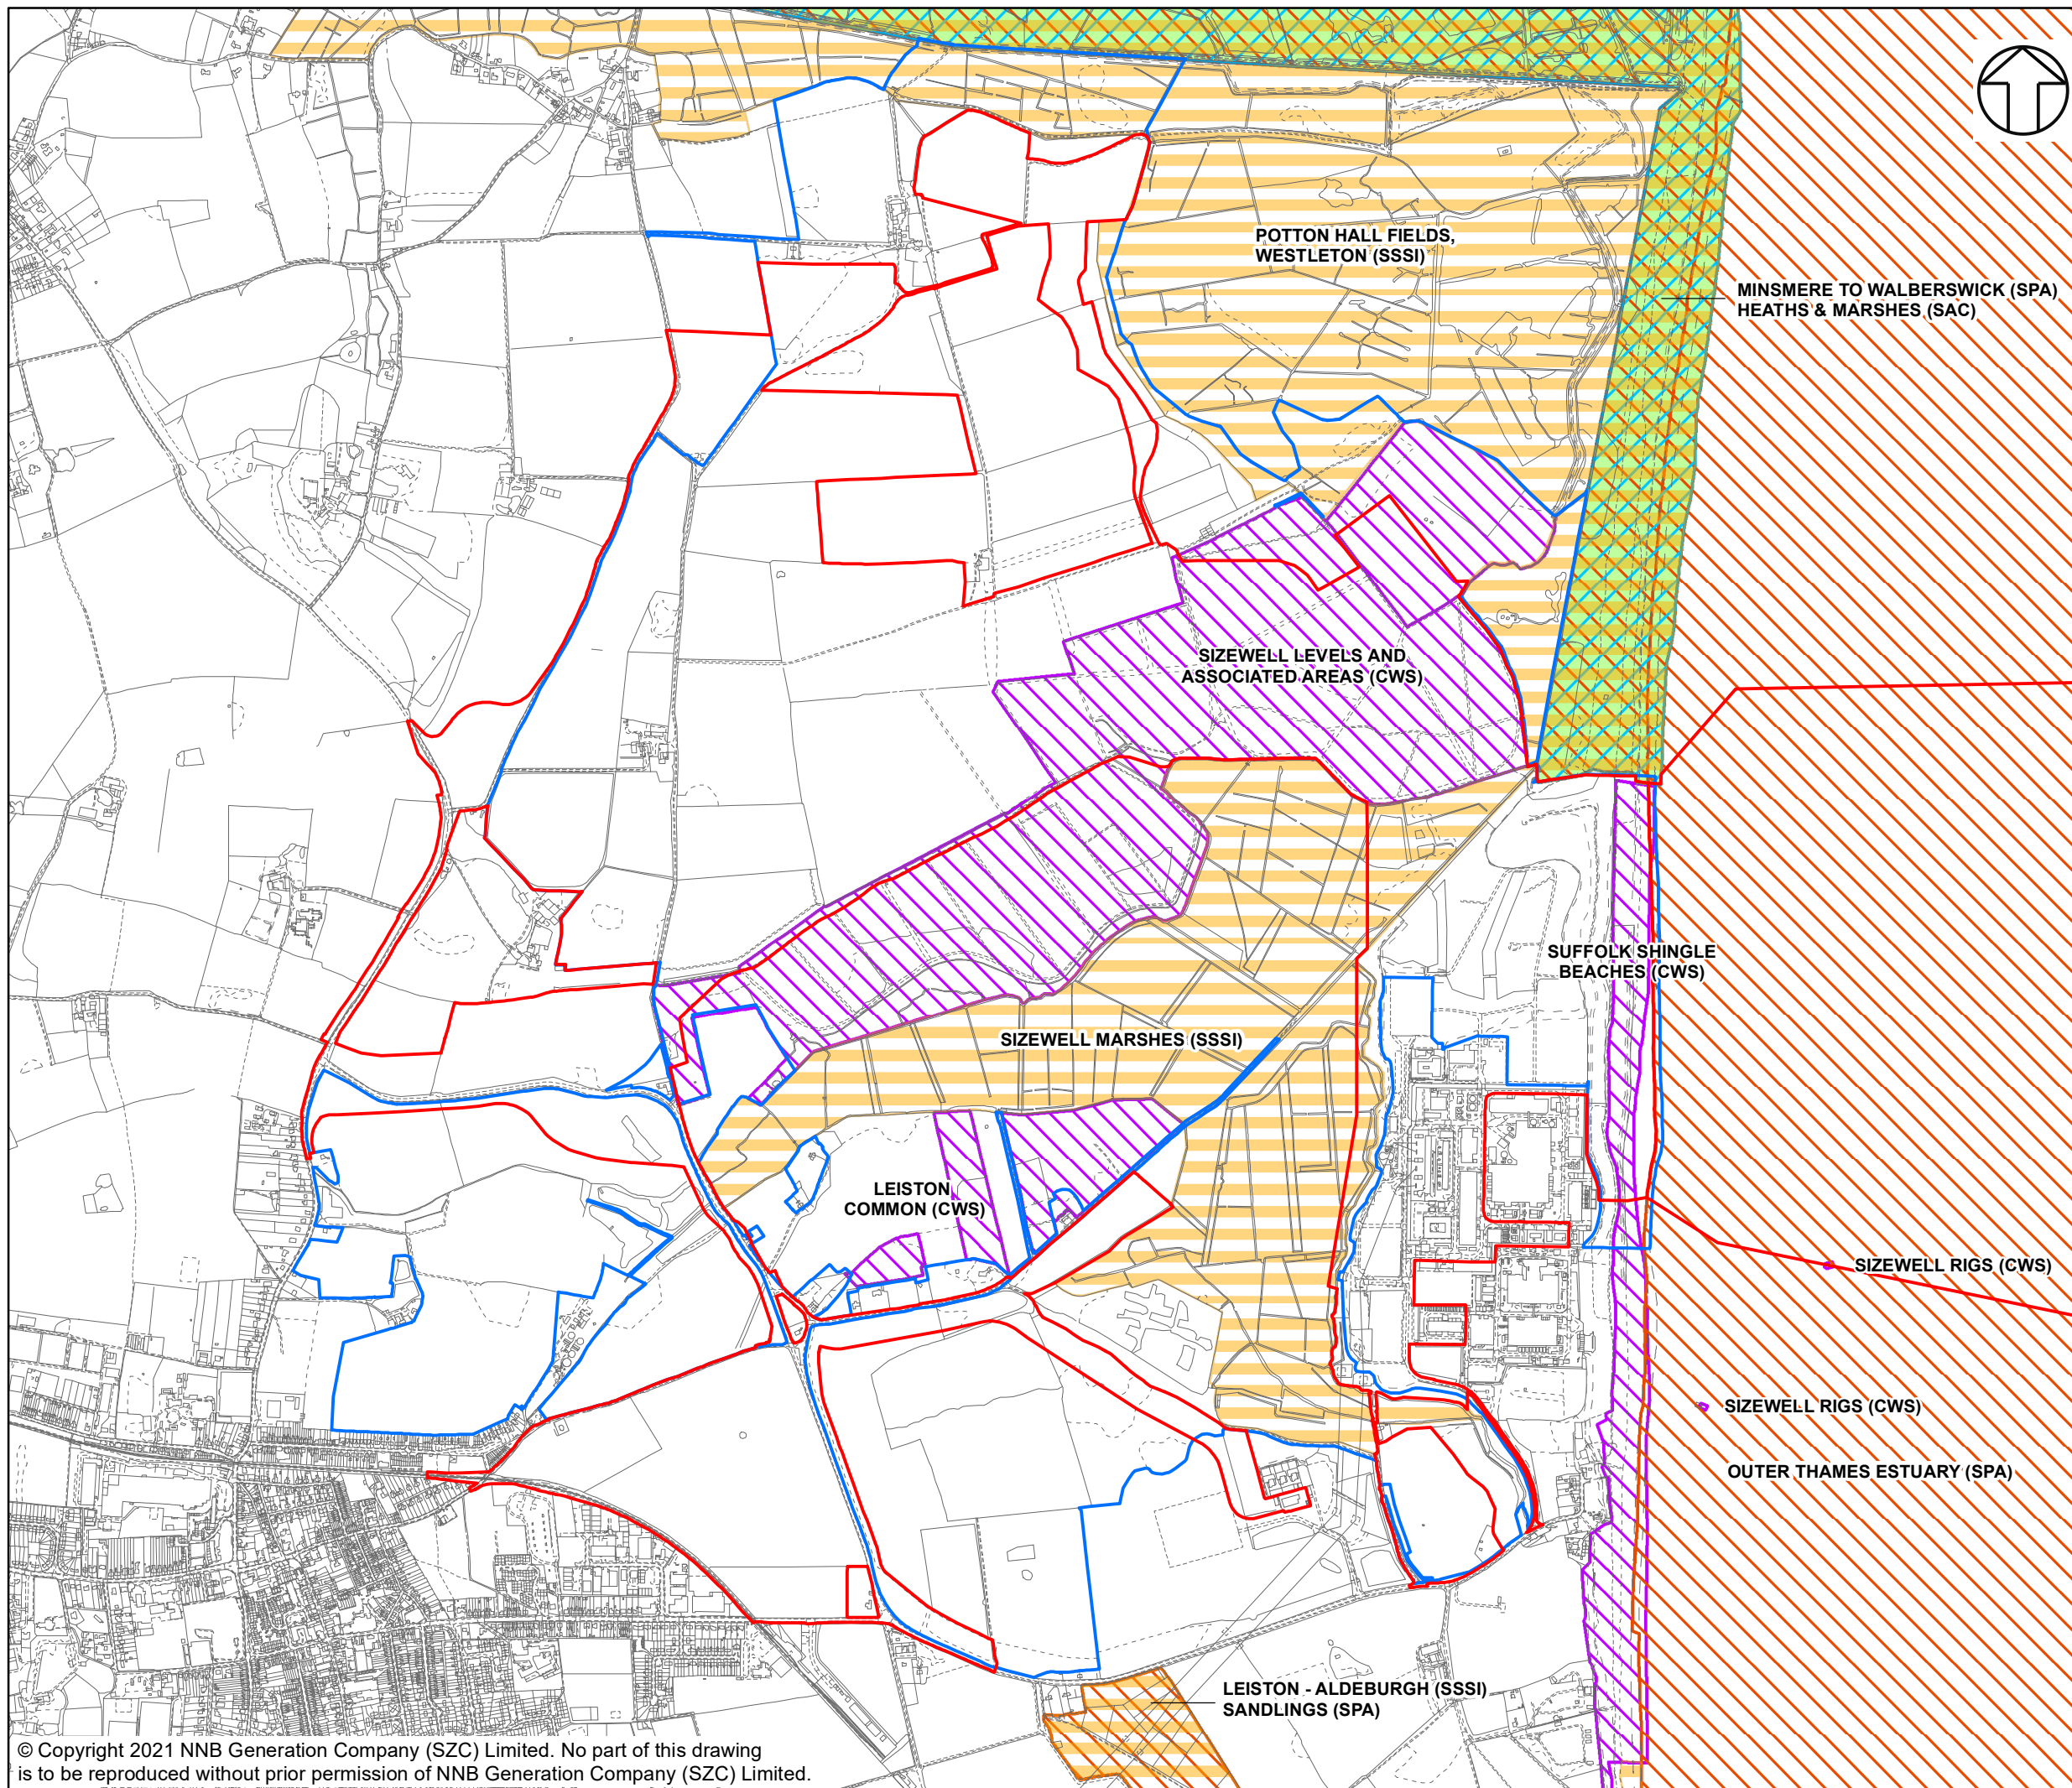 POTTON HALL FIELDS,
WESTLETON (SSSI)
MINSMERE TO WALBERSWICK (SPA)
HEATHS & MARSHES (SAC)
SIZEWELL LEVELS AND
ASSOCIATED AREAS (CWS)
SUFFOLK SHINGLE
BEACHES (CWS)
SIZEWELL MARSHES (SSSI)
LEISTON
COMMON (CWS)
SIZEWELL RIGS (CWS)
SIZEWELL RIGS (CWS)
OUTER THAMES ESTUARY (SPA)
LEISTON - ALDEBURGH (SSSI)
SANDLINGS (SPA)
© Copyright 2021 NNB Generation Company (SZC) Limited. No part of this drawing
is to be reproduced without prior permission of NNB Generation Company (SZC) Limited.